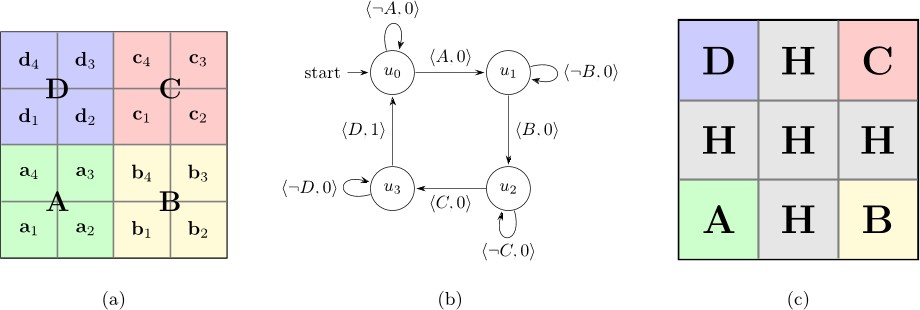 d4 d3 c4 c3
D C
d1 d2 c1 c2
a4 a3 b4 b3
A B
a1 a2 b1 b2
(a)
⟨¬A, 0⟩
start u0 ⟨A, 0⟩ u1 ⟨¬B, 0⟩
⟨D, 1⟩ ⟨B, 0⟩
⟨¬D, 0⟩ u3 ⟨C, 0⟩ u2
⟨¬C, 0⟩
(b)
D H C
H H H
A H B
(c)